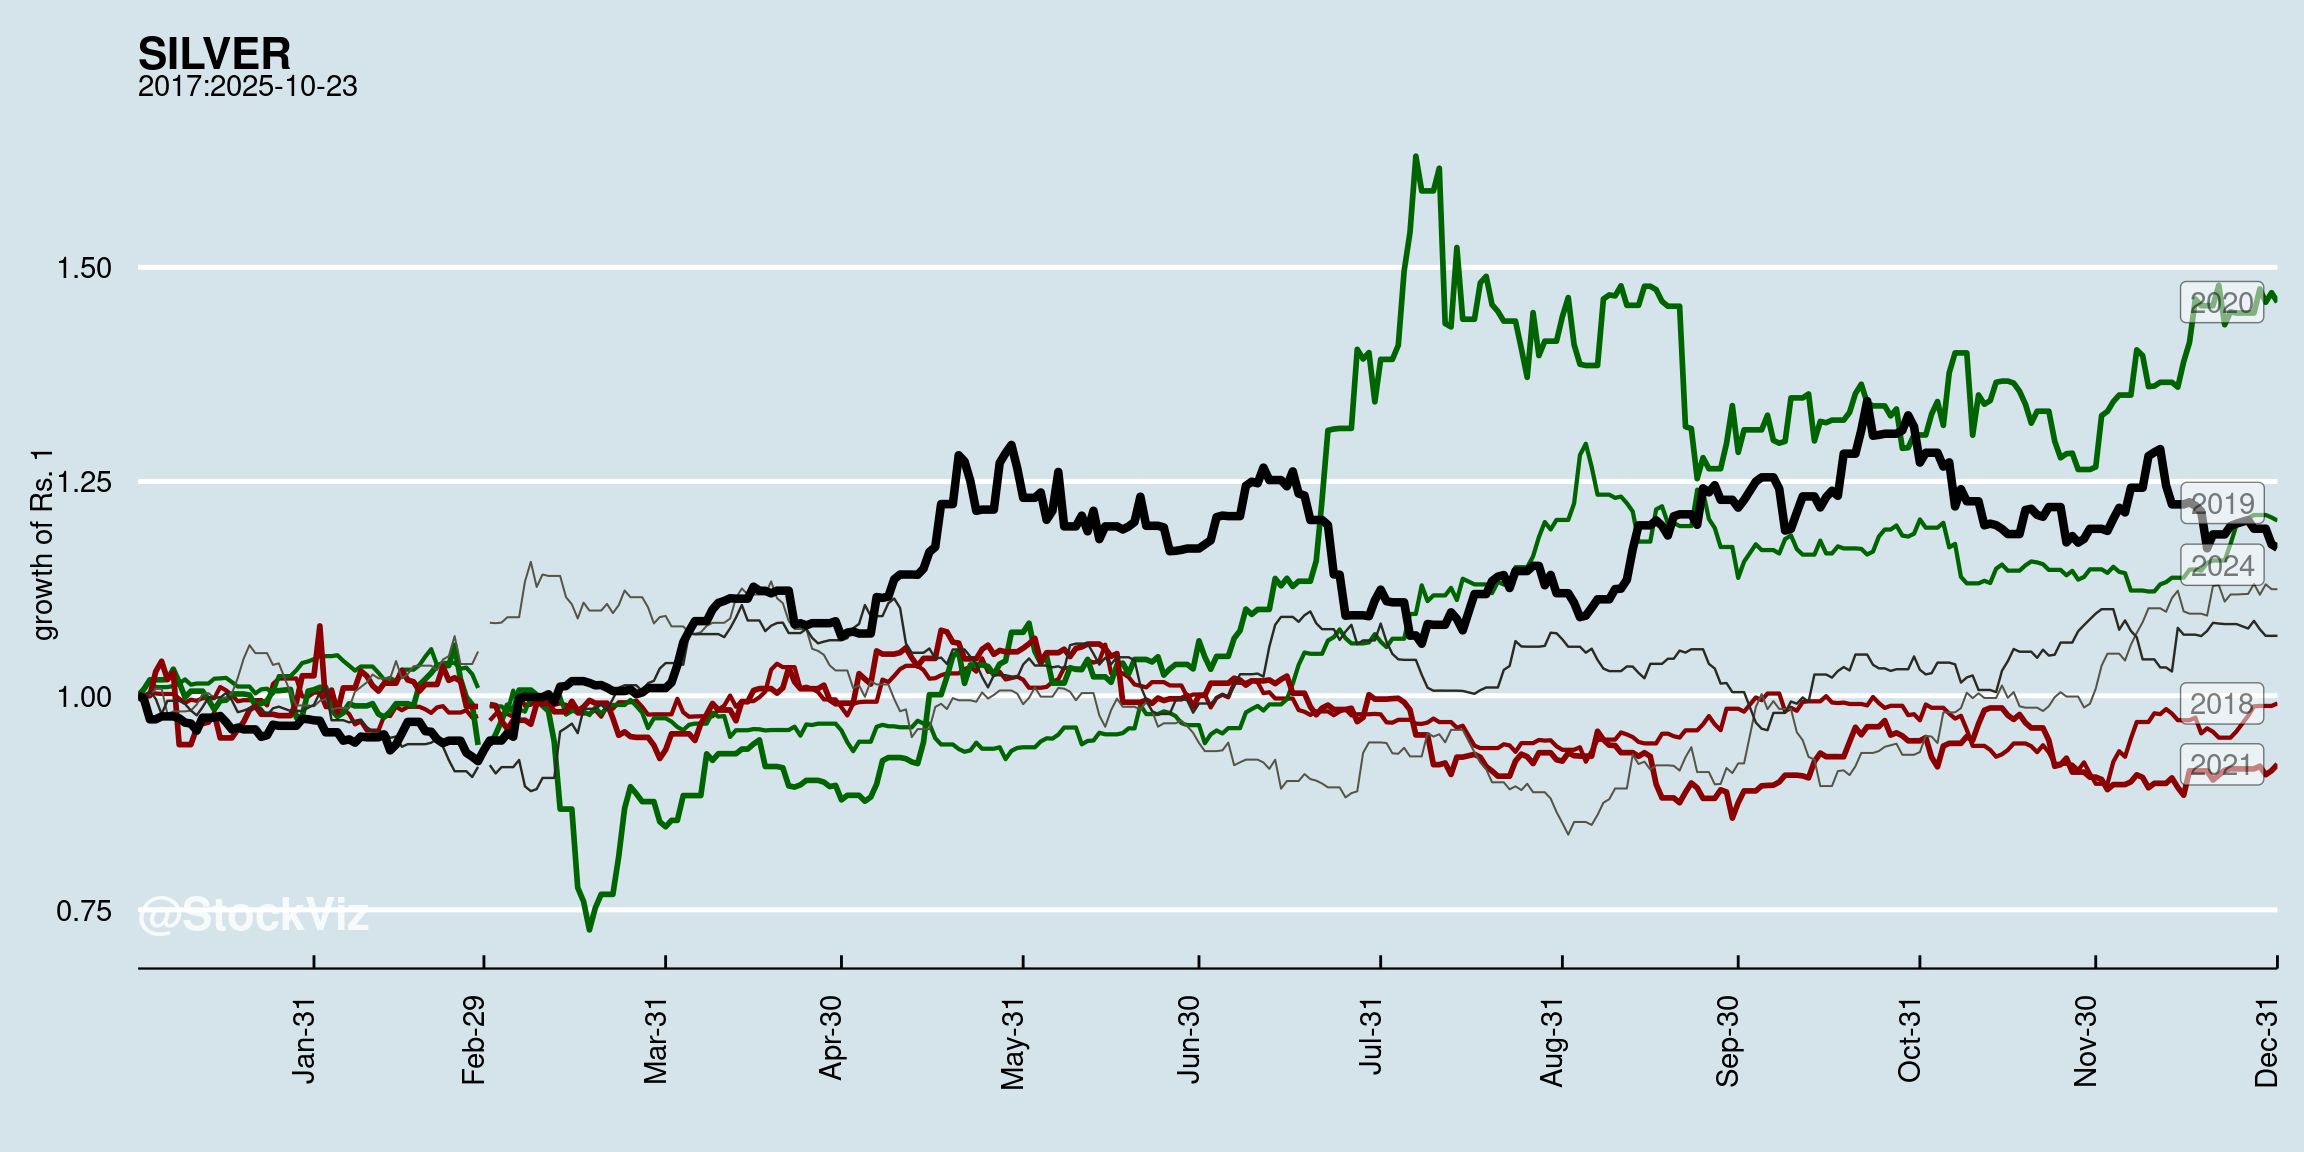 SILVER
2017:2025-10-23
growth of Rs. 1
1.50
1.25
1.00
0.75
2020
2019
2024
2018
2021
@StockViz
Jan-31
Feb-29
Mar-31
Apr-30
May-31
Jun-30
Jul-31
Aug-31
Sep-30
Oct-31
Nov-30
Dec-31